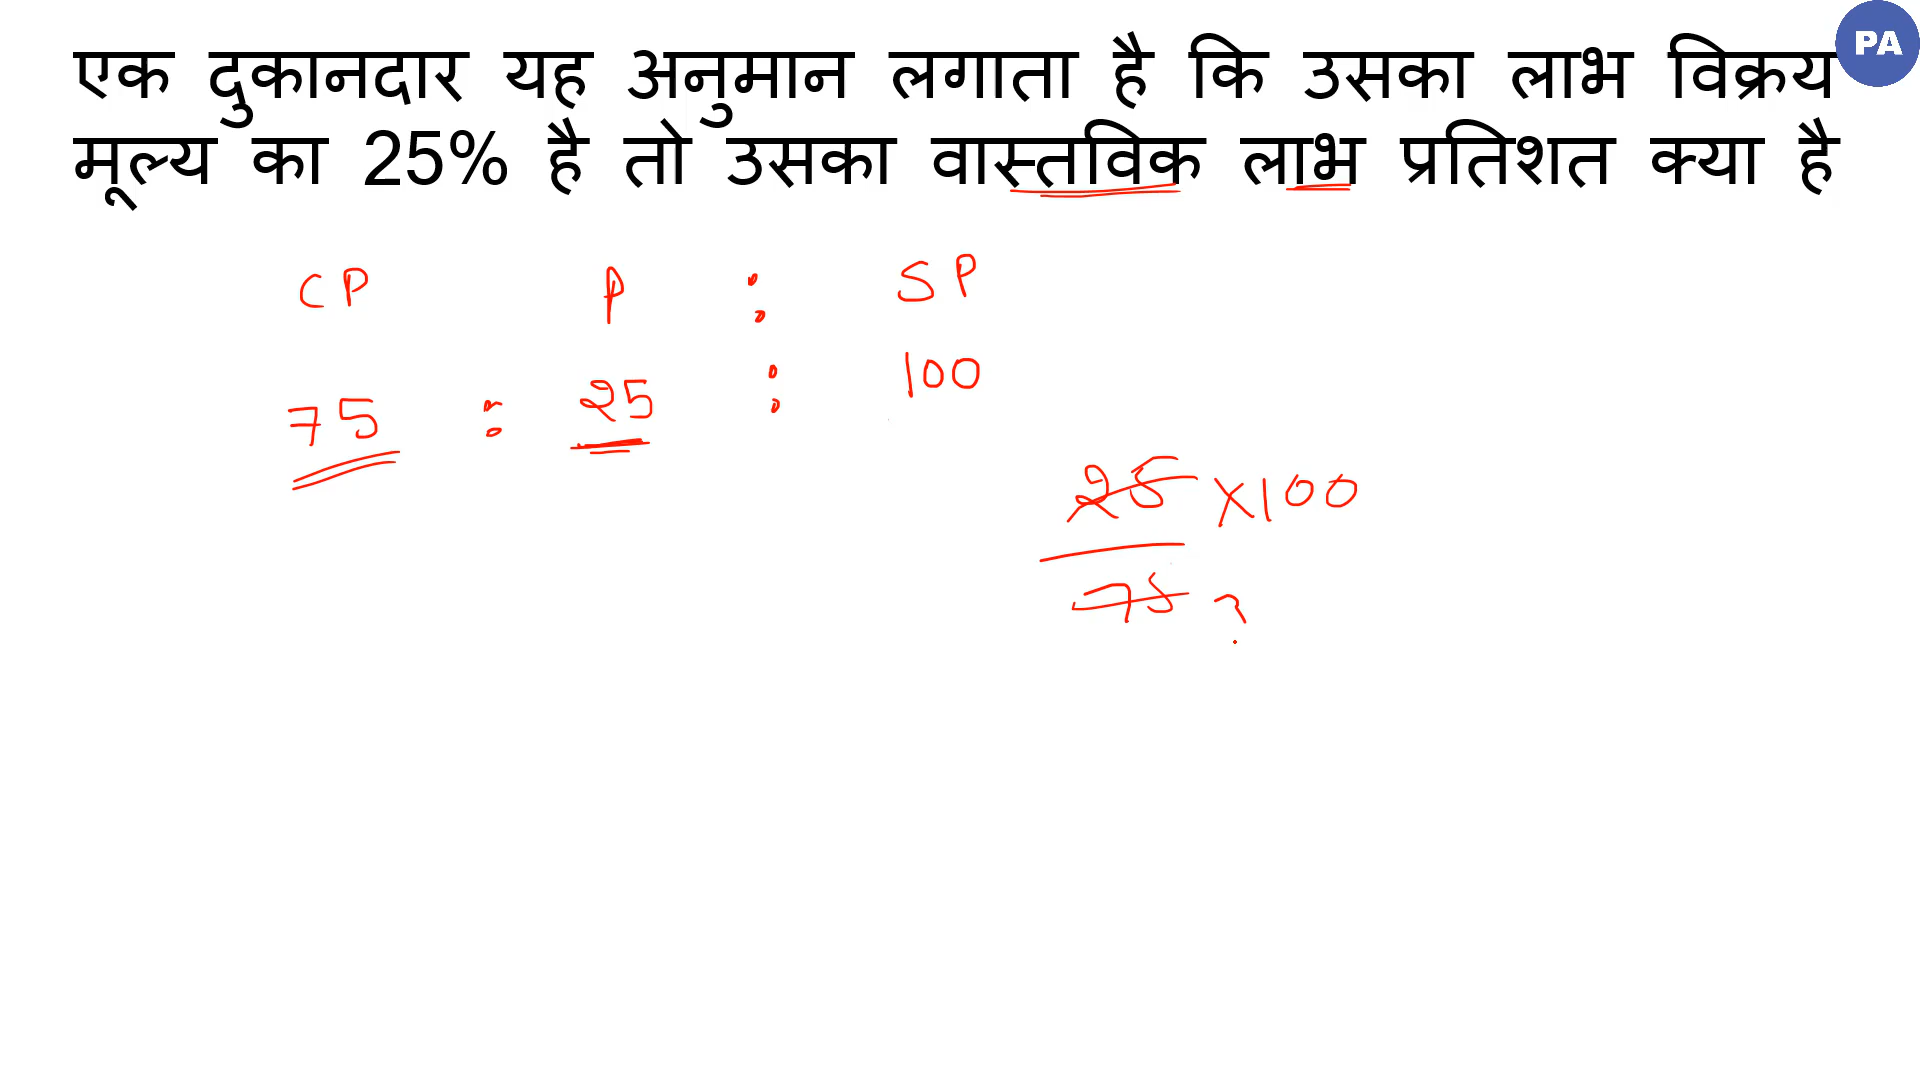 PA
एक दुकानदार यह अनुमान लगाता है कि उसका लाभ विक्रय
मूल्य का 25% है तो उसका वास्तविक लाभ प्रतिशत क्या है
CP P : SP
75 : 25 : 100
25 X100
75 3